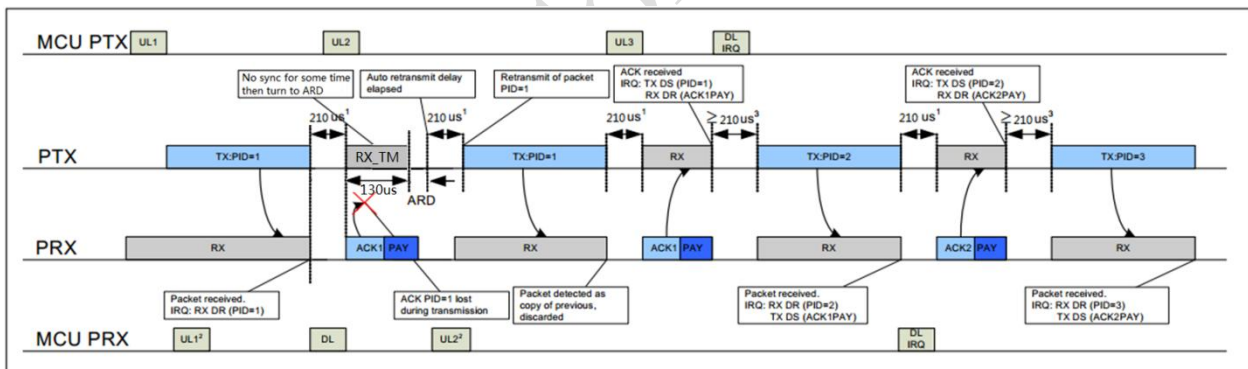 MCU PTX UL1 UL2 UL3 DL
IRQ
No sync for some time
then turn to ARD
Auto retransmit delay
elapsed
Retransmit of packet
PID=1
ACK received
IRQ: TX DS (PID=1)
RX DR (ACK1PAY)
ACK received
IRQ: TX DS (PID=2)
RX DR (ACK2PAY)
210 us¹ 210 us¹ 210 us¹ ≥ 210 us³ 210 us¹ ≥ 210 us³
PTX TX:PID=1 RX_TM TX:PID=1 RX TX:PID=2 RX TX:PID=3
130us
ARD
PRX RX ACK1 PAY RX ACK1 PAY RX ACK2 PAY RX
Packet received.
IRQ: RX DR (PID=1)
ACK PID=1 lost
during transmission
Packet detected as
copy of previous,
discarded
Packet received.
IRQ: RX DR (PID=2)
TX DS (ACK1PAY)
Packet received.
IRQ: RX DR (PID=3)
TX DS (ACK2PAY)
MCU PRX UL1² DL UL2² DL
IRQ